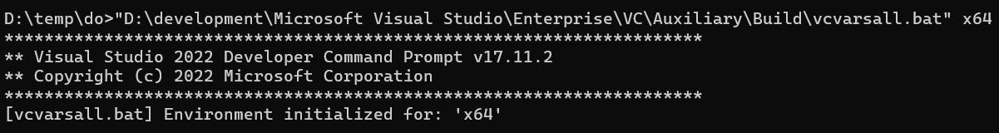 D:\temp\do>"D:\development\Microsoft Visual Studio\Enterprise\VC\Auxiliary\Build\vcvarsall.bat" x64
**********************************************************************
** Visual Studio 2022 Developer Command Prompt v17.11.2
** Copyright (c) 2022 Microsoft Corporation
**********************************************************************
[vcvarsall.bat] Environment initialized for: 'x64'